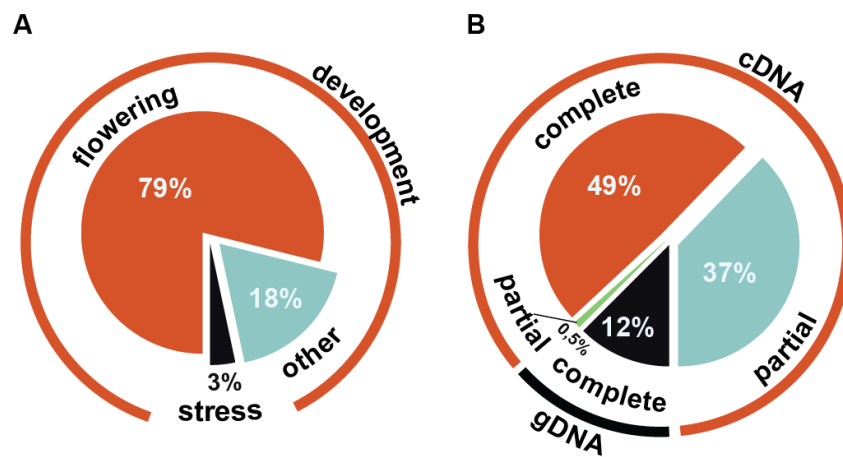 A
development
flowering
79%
18%
other
3%
stress
B
cDNA
complete
49%
37%
partial
partial
0,5%
12%
complete
gDNA